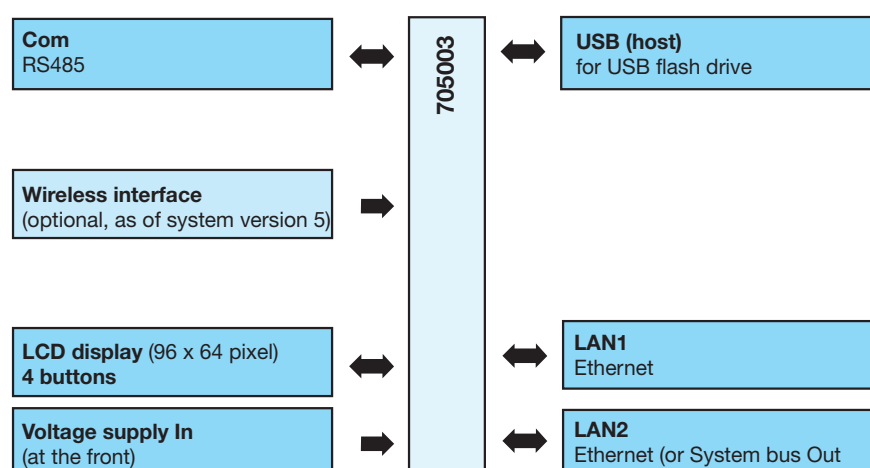 Com
RS485
705003
USB (host)
for USB flash drive
Wireless interface
(optional, as of system version 5)
LCD display (96 x 64 pixel)
4 buttons
LAN1
Ethernet
Voltage supply In
(at the front)
LAN2
Ethernet (or System bus Out